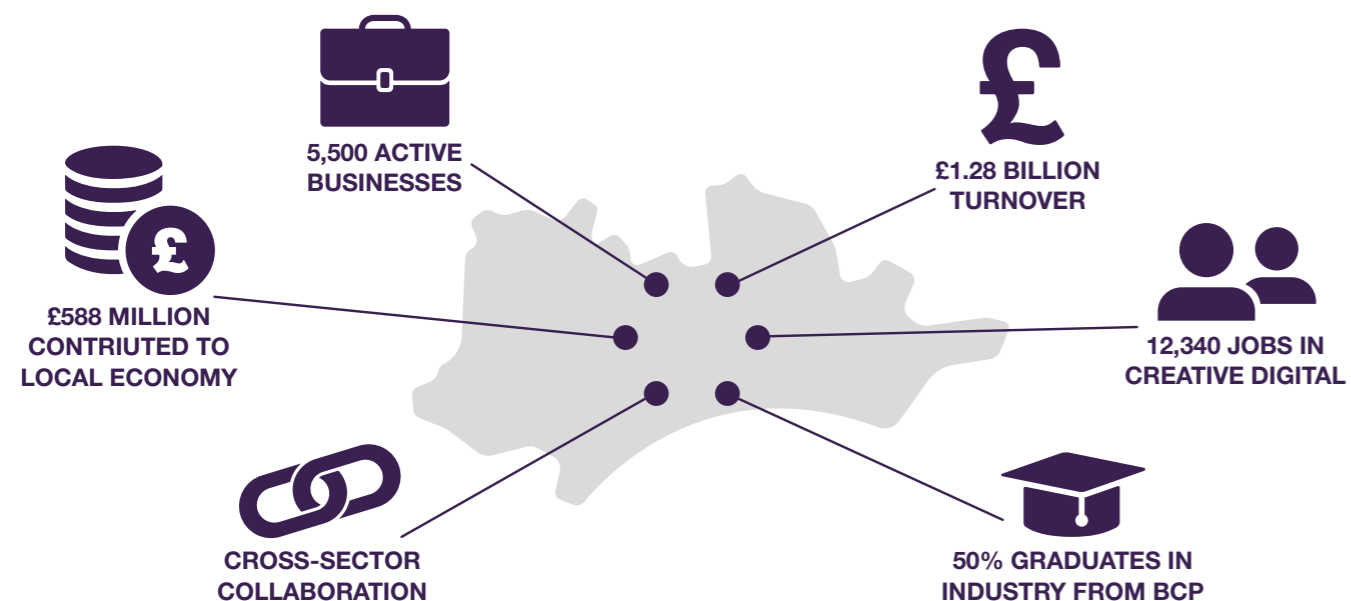 5,500 ACTIVE
BUSINESSES
£1.28 BILLION
TURNOVER
£588 MILLION
CONTRIUTED TO
LOCAL ECONOMY
12,340 JOBS IN
CREATIVE DIGITAL
CROSS-SECTOR
COLLABORATION
50% GRADUATES IN
INDUSTRY FROM BCP
£
£